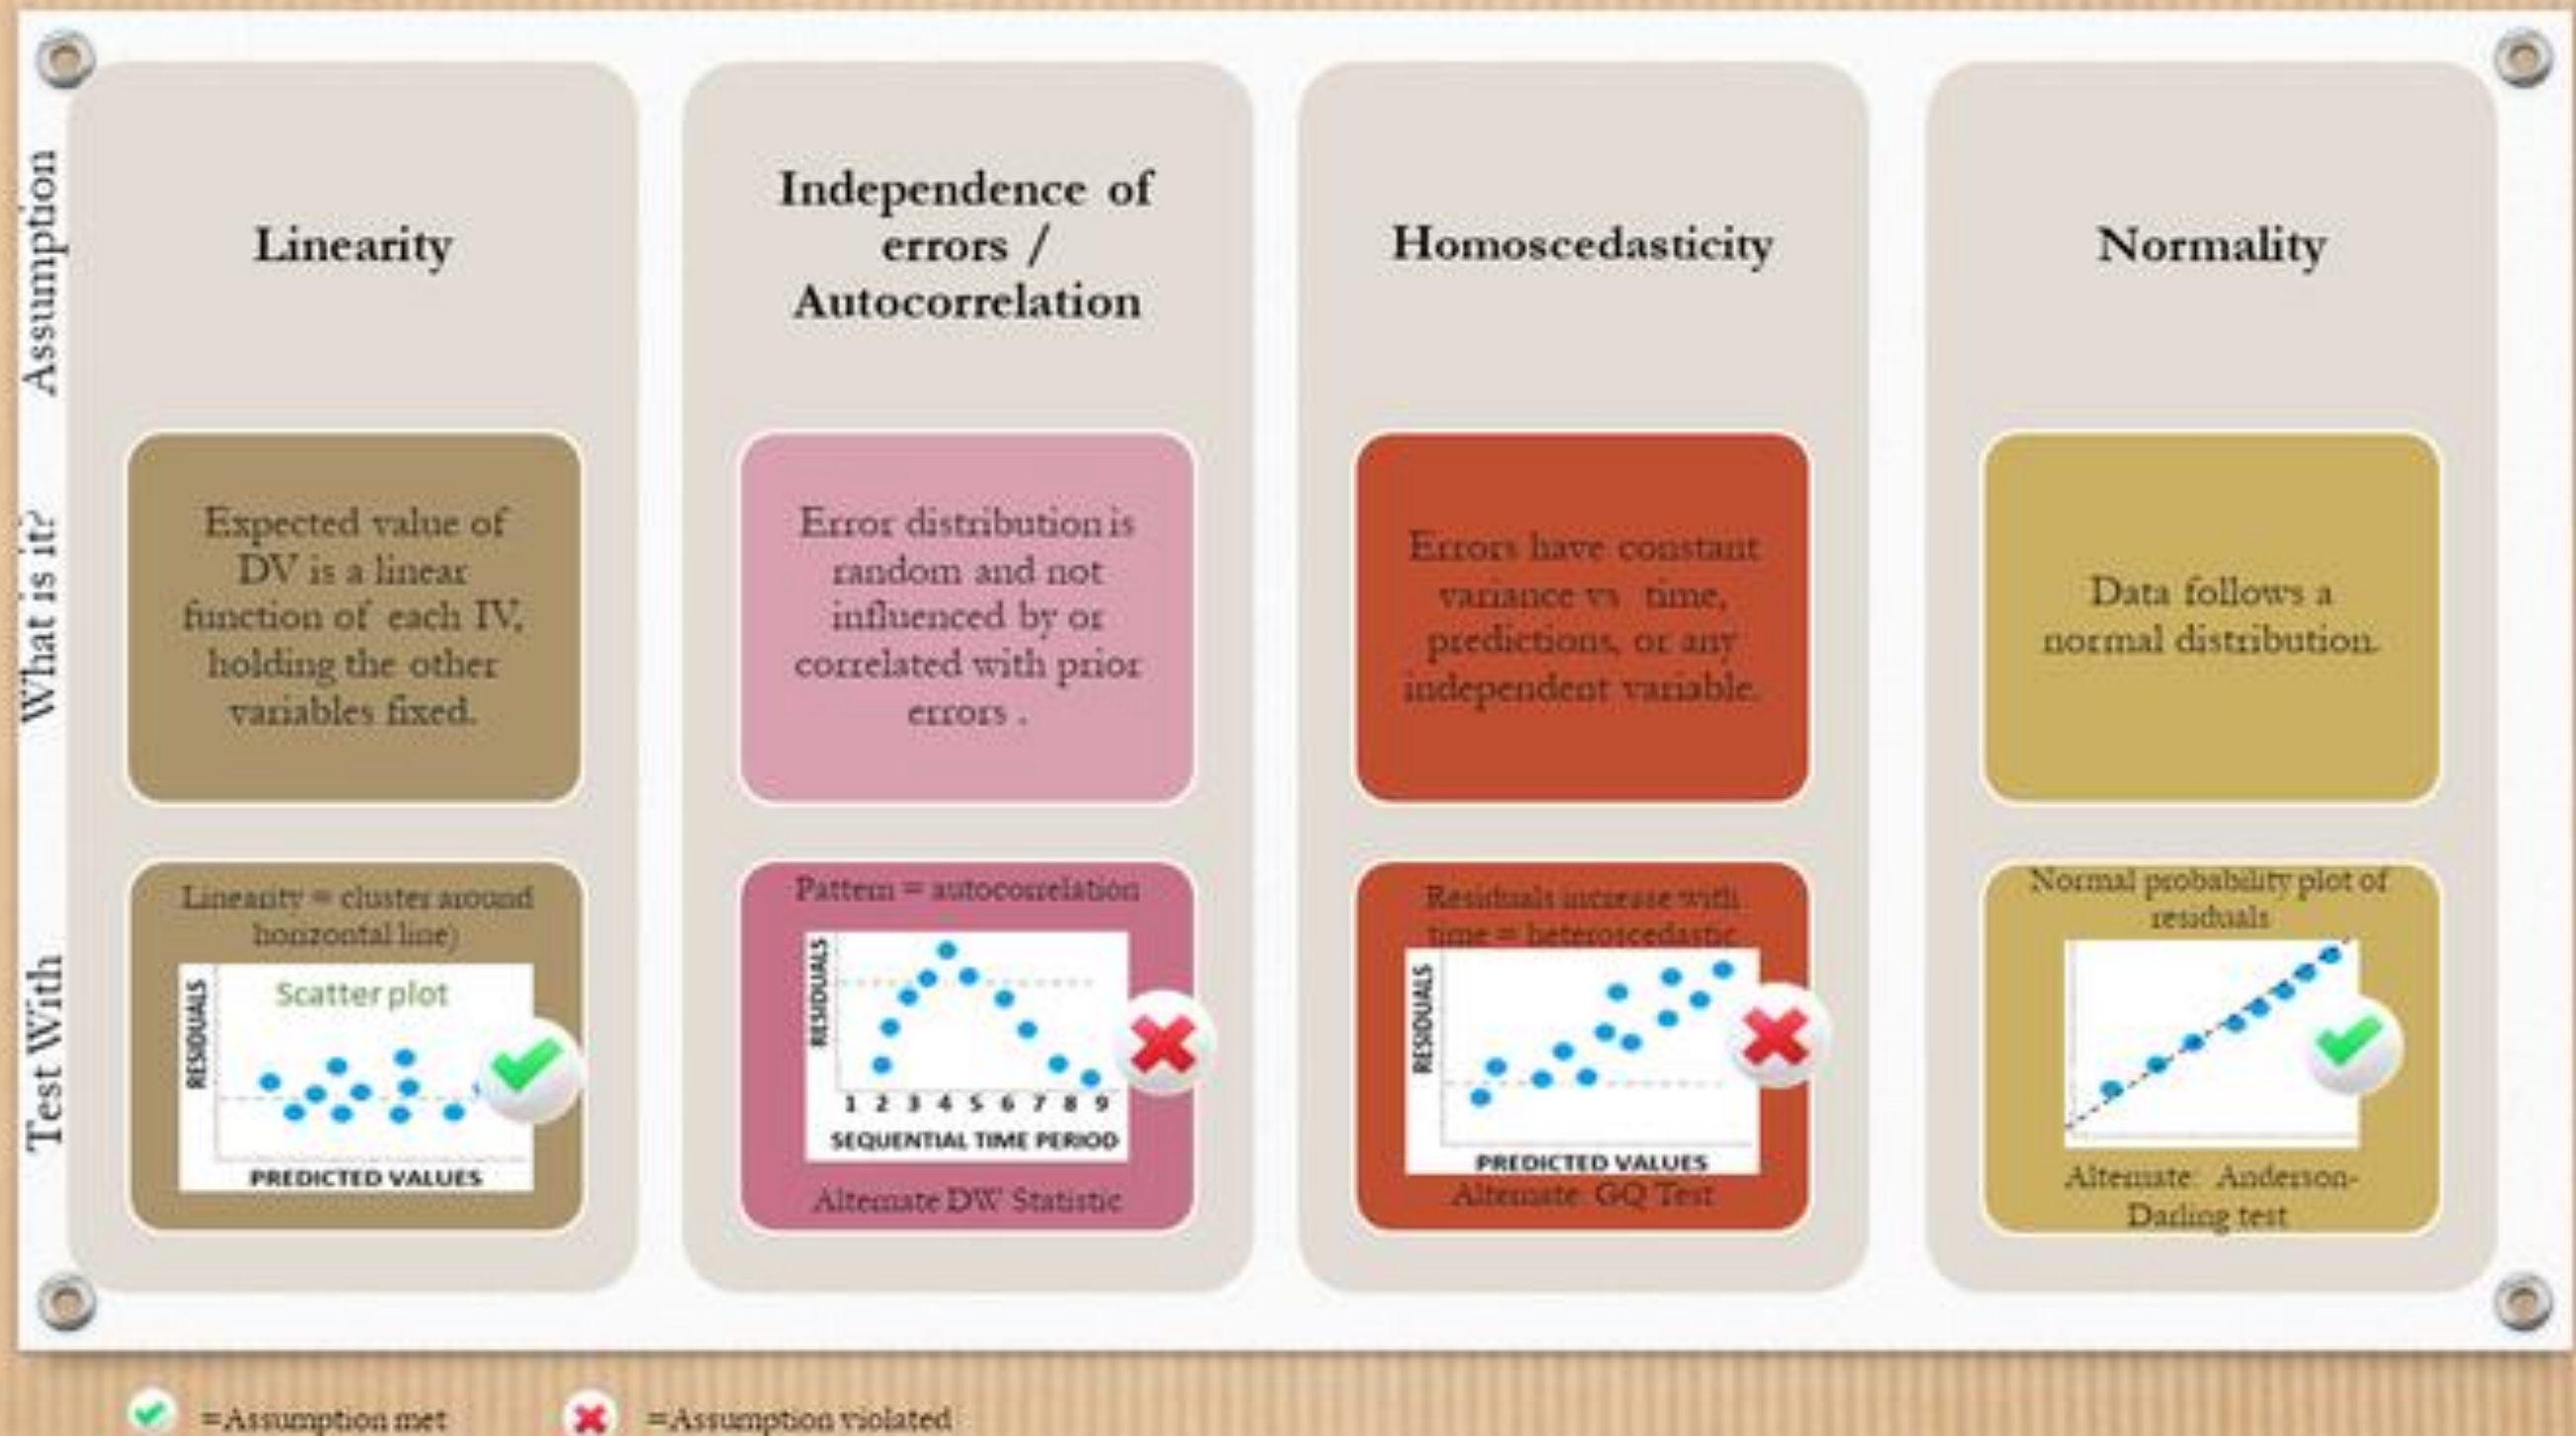 Assumption
What is it?
Test With
Linearity
Expected value of
DV is a linear
function of each IV,
holding the other
variables fixed.
Linearity = cluster around
horizontal line)
Scatter plot
RESIDUALS
PREDICTED VALUES
Independence of
errors /
Autocorrelation
Error distribution is
random and not
influenced by or
correlated with prior
errors .
Pattern = autocorrelation
RESIDUALS
1 2 3 4 5 6 7 8 9
SEQUENTIAL TIME PERIOD
Alternate DW Statistic
Homoscedasticity
Errors have constant
variance vs time,
predictions, or any
independent variable.
Residuals increase with
time = heteroscedastic
RESIDUALS
PREDICTED VALUES
Alternate: GQ Test
Normality
Data follows a
normal distribution.
Normal probability plot of
residuals
Alternate: Anderson-
Darling test
=Assumption met
=Assumption violated